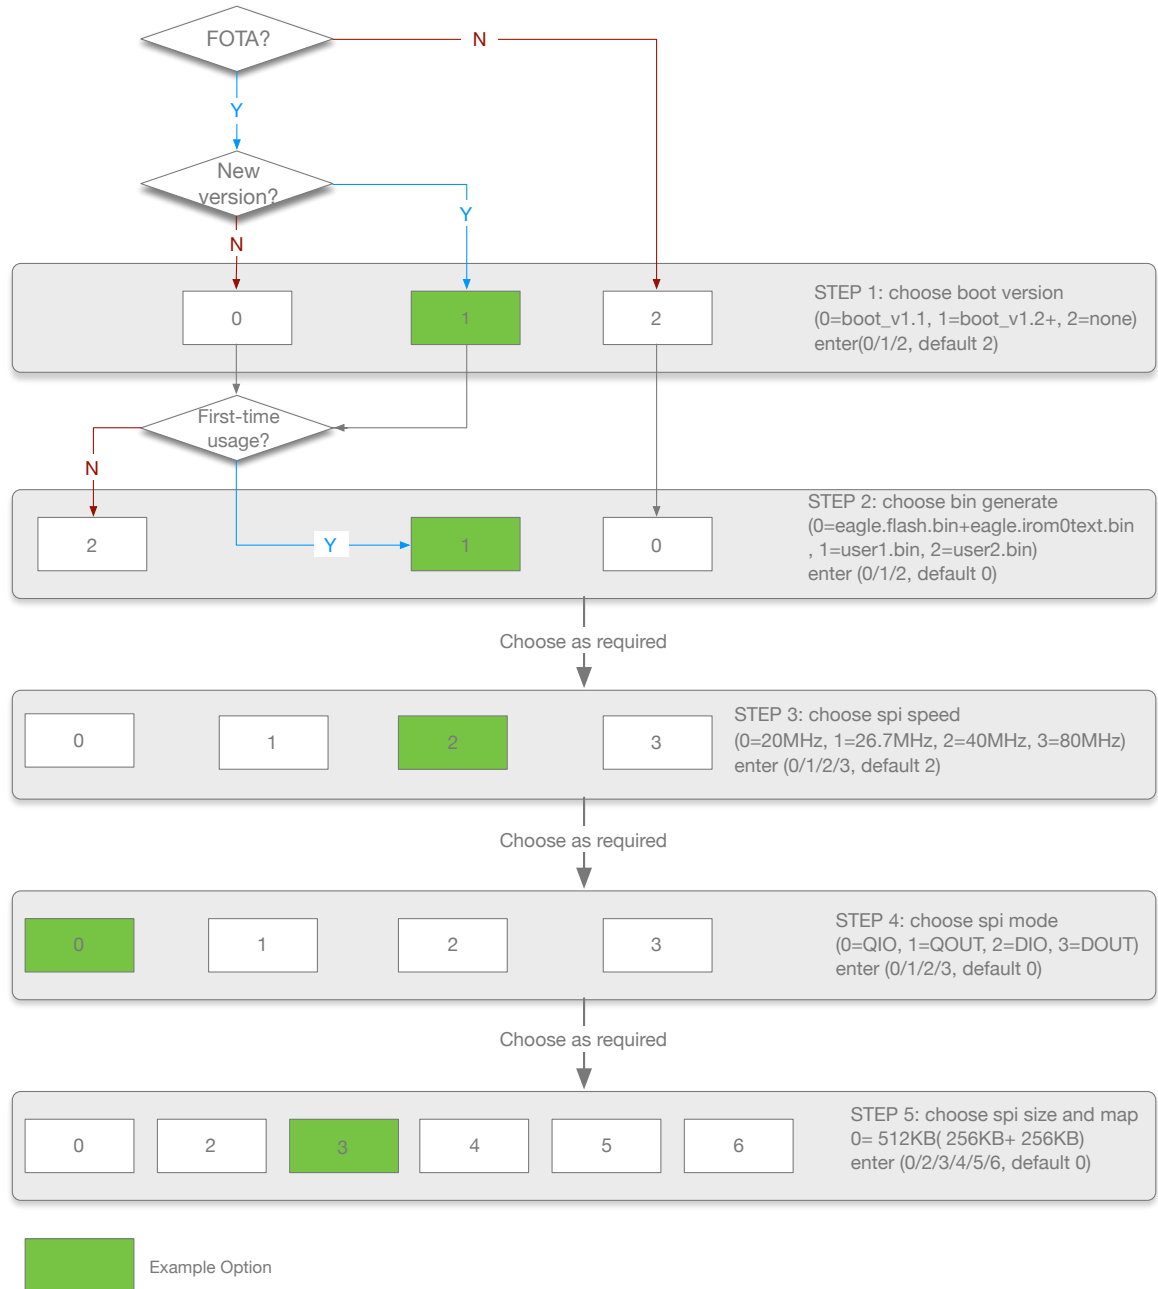 FOTA?
N
Y
New
version?
Y
N
0
1
2
STEP 1: choose boot version
(0=boot_v1.1, 1=boot_v1.2+, 2=none)
enter(0/1/2, default 2)
First-time
usage?
N
Y
2
1
0
STEP 2: choose bin generate
(0=eagle.flash.bin+eagle.irom0text.bin
, 1=user1.bin, 2=user2.bin)
enter (0/1/2, default 0)
Choose as required
0
1
2
3
STEP 3: choose spi speed
(0=20MHz, 1=26.7MHz, 2=40MHz, 3=80MHz)
enter (0/1/2/3, default 2)
Choose as required
0
1
2
3
STEP 4: choose spi mode
(0=QIO, 1=QOUT, 2=DIO, 3=DOUT)
enter (0/1/2/3, default 0)
Choose as required
0
2
3
4
5
6
STEP 5: choose spi size and map
0= 512KB( 256KB+ 256KB)
enter (0/2/3/4/5/6, default 0)
Example Option